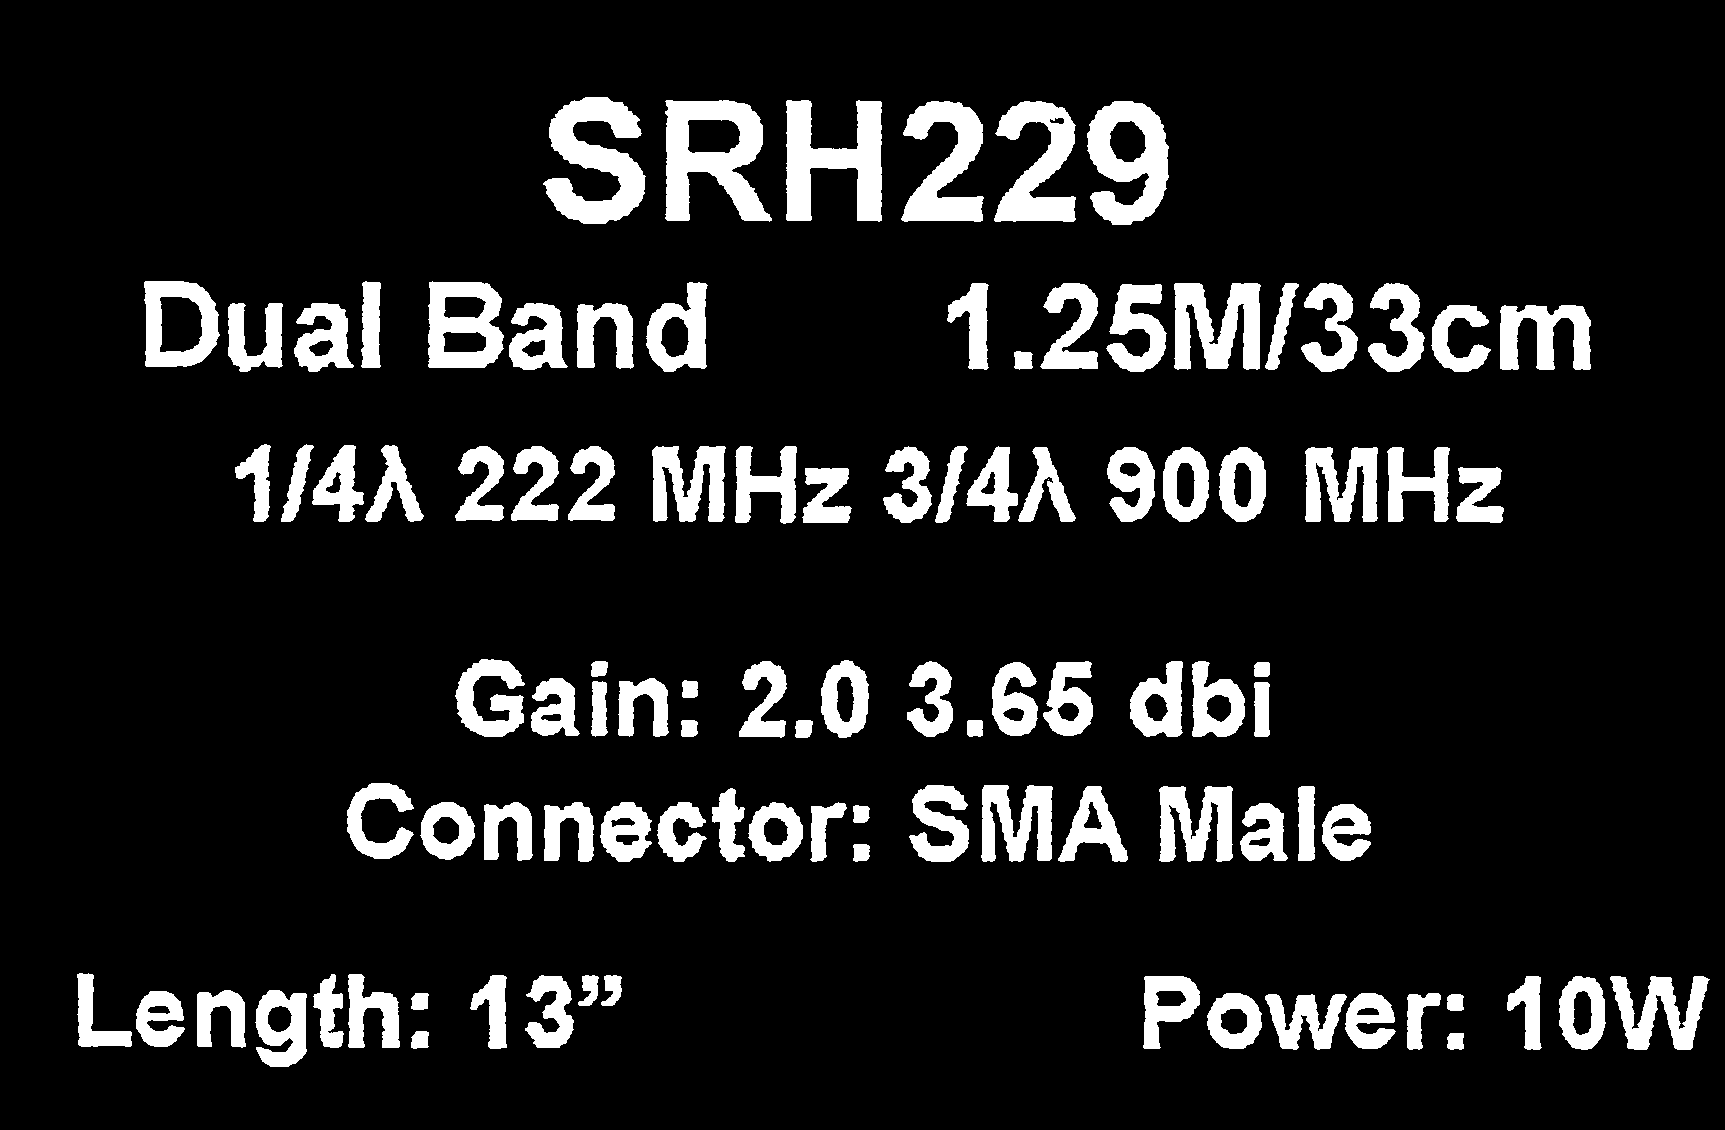 SRH229
Dual Band 1.25M/33cm
1/4λ 222 MHz 3/4λ 900 MHz
Gain: 2.0 3.65 dbi
Connector: SMA Male
Length: 13” Power: 10W